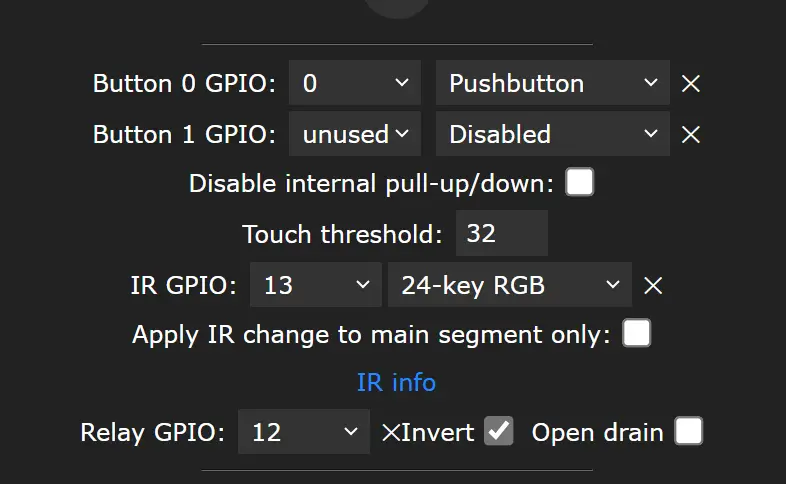 Button 0 GPIO: 0 Pushbutton
Button 1 GPIO: unused Disabled
Disable internal pull-up/down:
Touch threshold: 32
IR GPIO: 13 24-key RGB
Apply IR change to main segment only:
IR info
Relay GPIO: 12 Invert Open drain